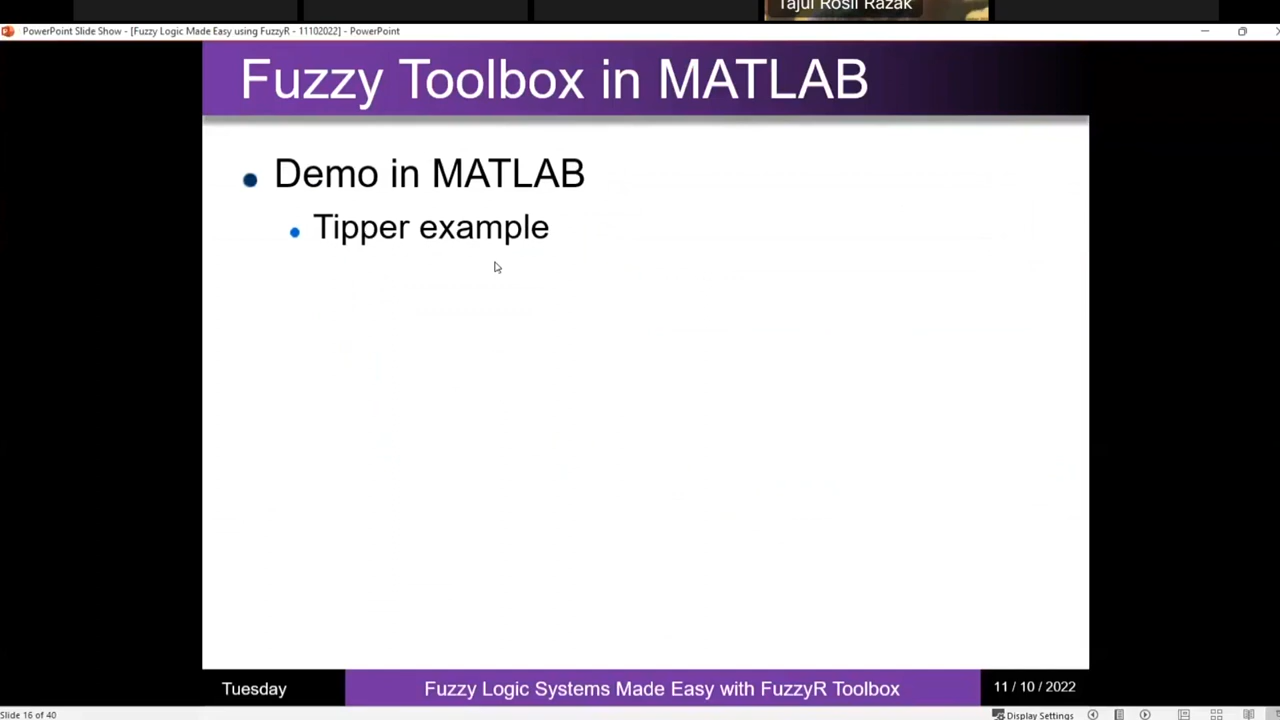 Tajul Rosli Razak
PowerPoint Slide Show - [Fuzzy Logic Made Easy using FuzzyR - 11102022] - PowerPoint
Fuzzy Toolbox in MATLAB
Demo in MATLAB
Tipper example
Tuesday
Fuzzy Logic Systems Made Easy with FuzzyR Toolbox
11 / 10 / 2022
Slide 16 of 40
Display Settings